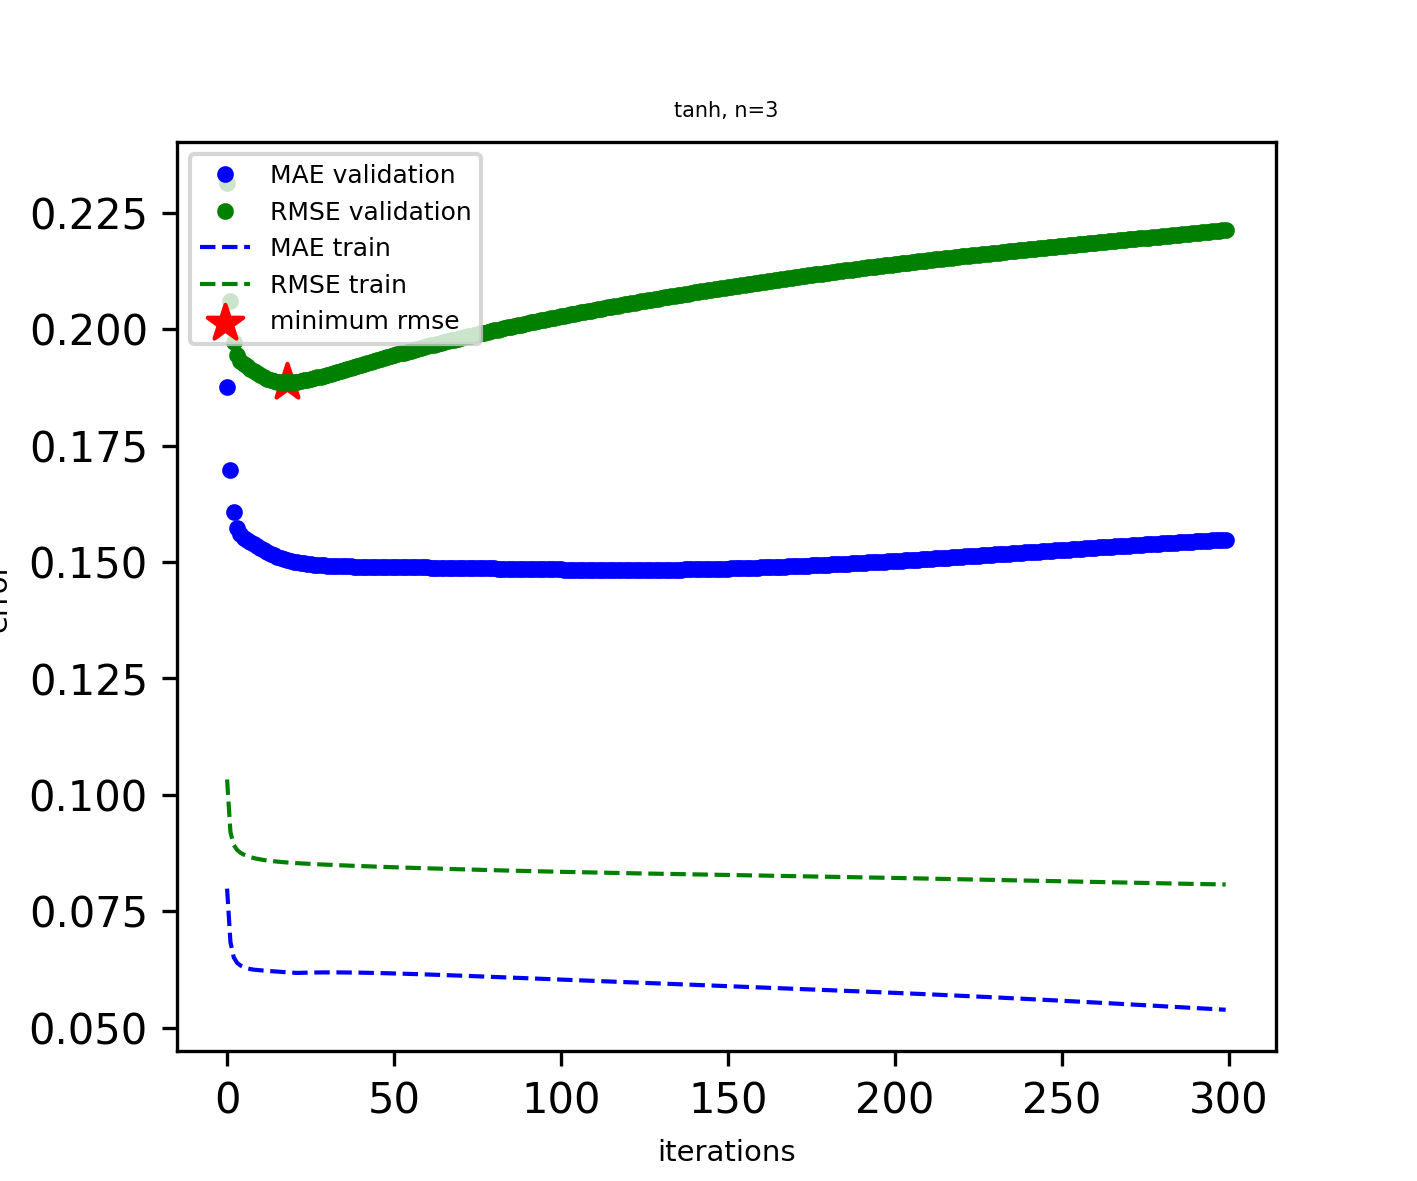 tanh, n=3
MAE validation
RMSE validation
MAE train
RMSE train
minimum rmse
0.225
0.200
0.175
0.150
0.125
0.100
0.075
0.050
0 50 100 150 200 250 300
iterations